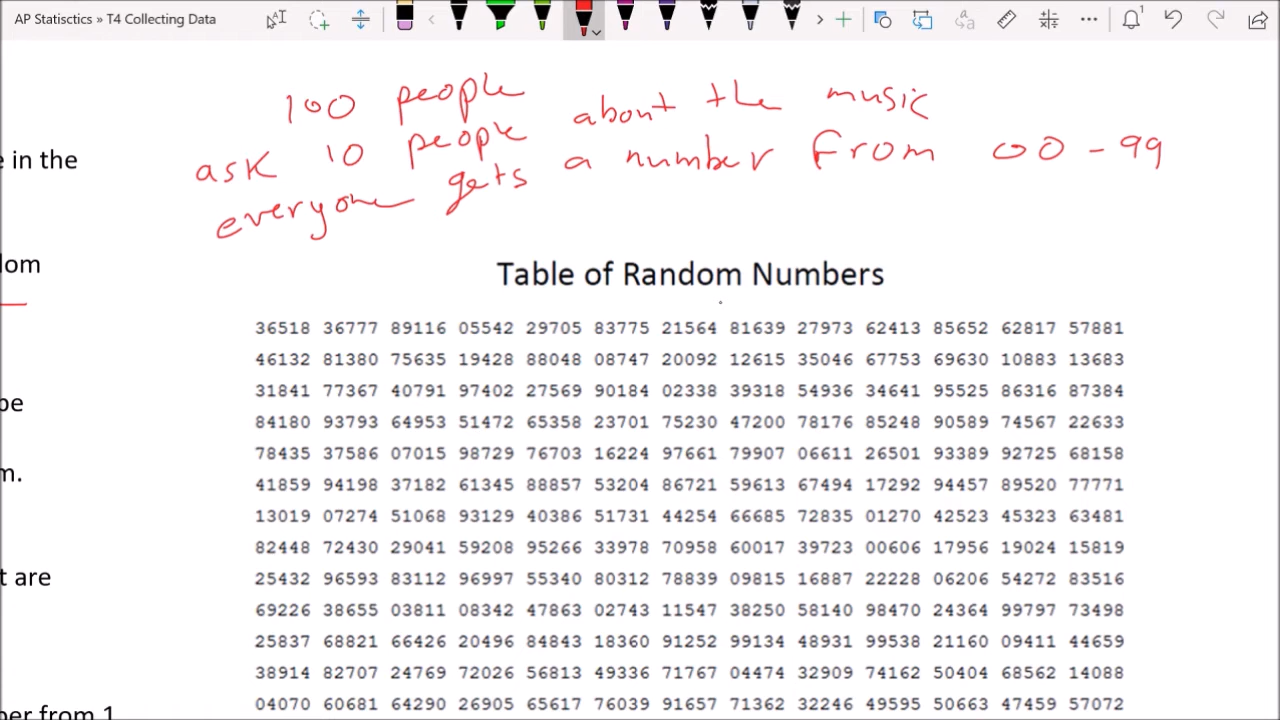 AP Statisctics » T4 Collecting Data
100 people
ask 10 people about the music
everyone gets a number from 00-99
e in the
lom
Table of Random Numbers
36518 36777 89116 05542 29705 83775 21564 81639 27973 62413 85652 62817 57881
46132 81380 75635 19428 88048 08747 20092 12615 35046 67753 69630 10883 13683
31841 77367 40791 97402 27569 90184 02338 39318 54936 34641 95525 86316 87384
be
84180 93793 64953 51472 65358 23701 75230 47200 78176 85248 90589 74567 22633
78435 37586 07015 98729 76703 16224 97661 79907 06611 26501 93389 92725 68158
m.
41859 94198 37182 61345 88857 53204 86721 59613 67494 17292 94457 89520 77771
13019 07274 51068 93129 40386 51731 44254 66685 72835 01270 42523 45323 63481
82448 72430 29041 59208 95266 33978 70958 60017 39723 00606 17956 19024 15819
t are
25432 96593 83112 96997 55340 80312 78839 09815 16887 22228 06206 54272 83516
69226 38655 03811 08342 47863 02743 11547 38250 58140 98470 24364 99797 73498
25837 68821 66426 20496 84843 18360 91252 99134 48931 99538 21160 09411 44659
38914 82707 24769 72026 56813 49336 71767 04474 32909 74162 50404 68562 14088
04070 60681 64290 26905 65617 76039 91657 71362 32246 49595 50663 47459 57072
ber from 1